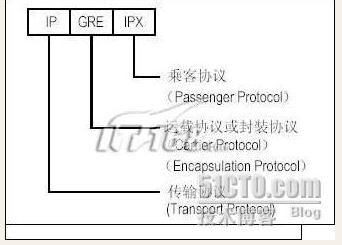 IP GRE IPX
乘客协议
(Passenger Protocol)
运载协议或封装协议
(Carrier Protocol)
(Encapsulation Protocol)
传输协议
(Transport Protocol)
51CTO.com
技术博客 Blog